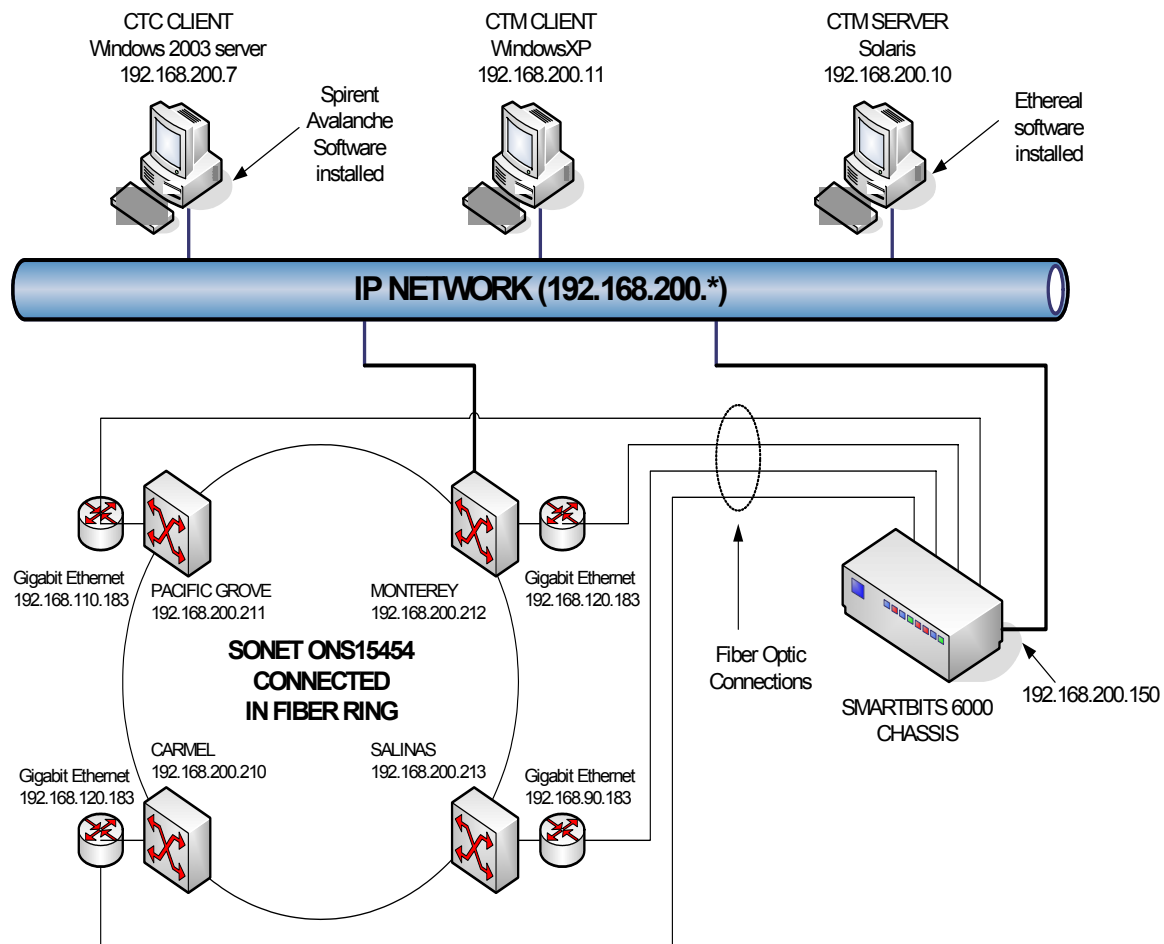 CTC CLIENT
Windows 2003 server
192.168.200.7
CTM CLIENT
WindowsXP
192.168.200.11
CTM SERVER
Solaris
192.168.200.10
Spirent
Avalanche
Software
installed
Ethereal
software
installed
IP NETWORK (192.168.200.*)
Gigabit Ethernet
192.168.110.183
PACIFIC GROVE
192.168.200.211
MONTEREY
192.168.200.212
Gigabit Ethernet
192.168.120.183
SONET ONS15454
CONNECTED
IN FIBER RING
Fiber Optic
Connections
SMARTBITS 6000
CHASSIS
192.168.200.150
CARMEL
192.168.200.210
SALINAS
192.168.200.213
Gigabit Ethernet
192.168.120.183
Gigabit Ethernet
192.168.90.183